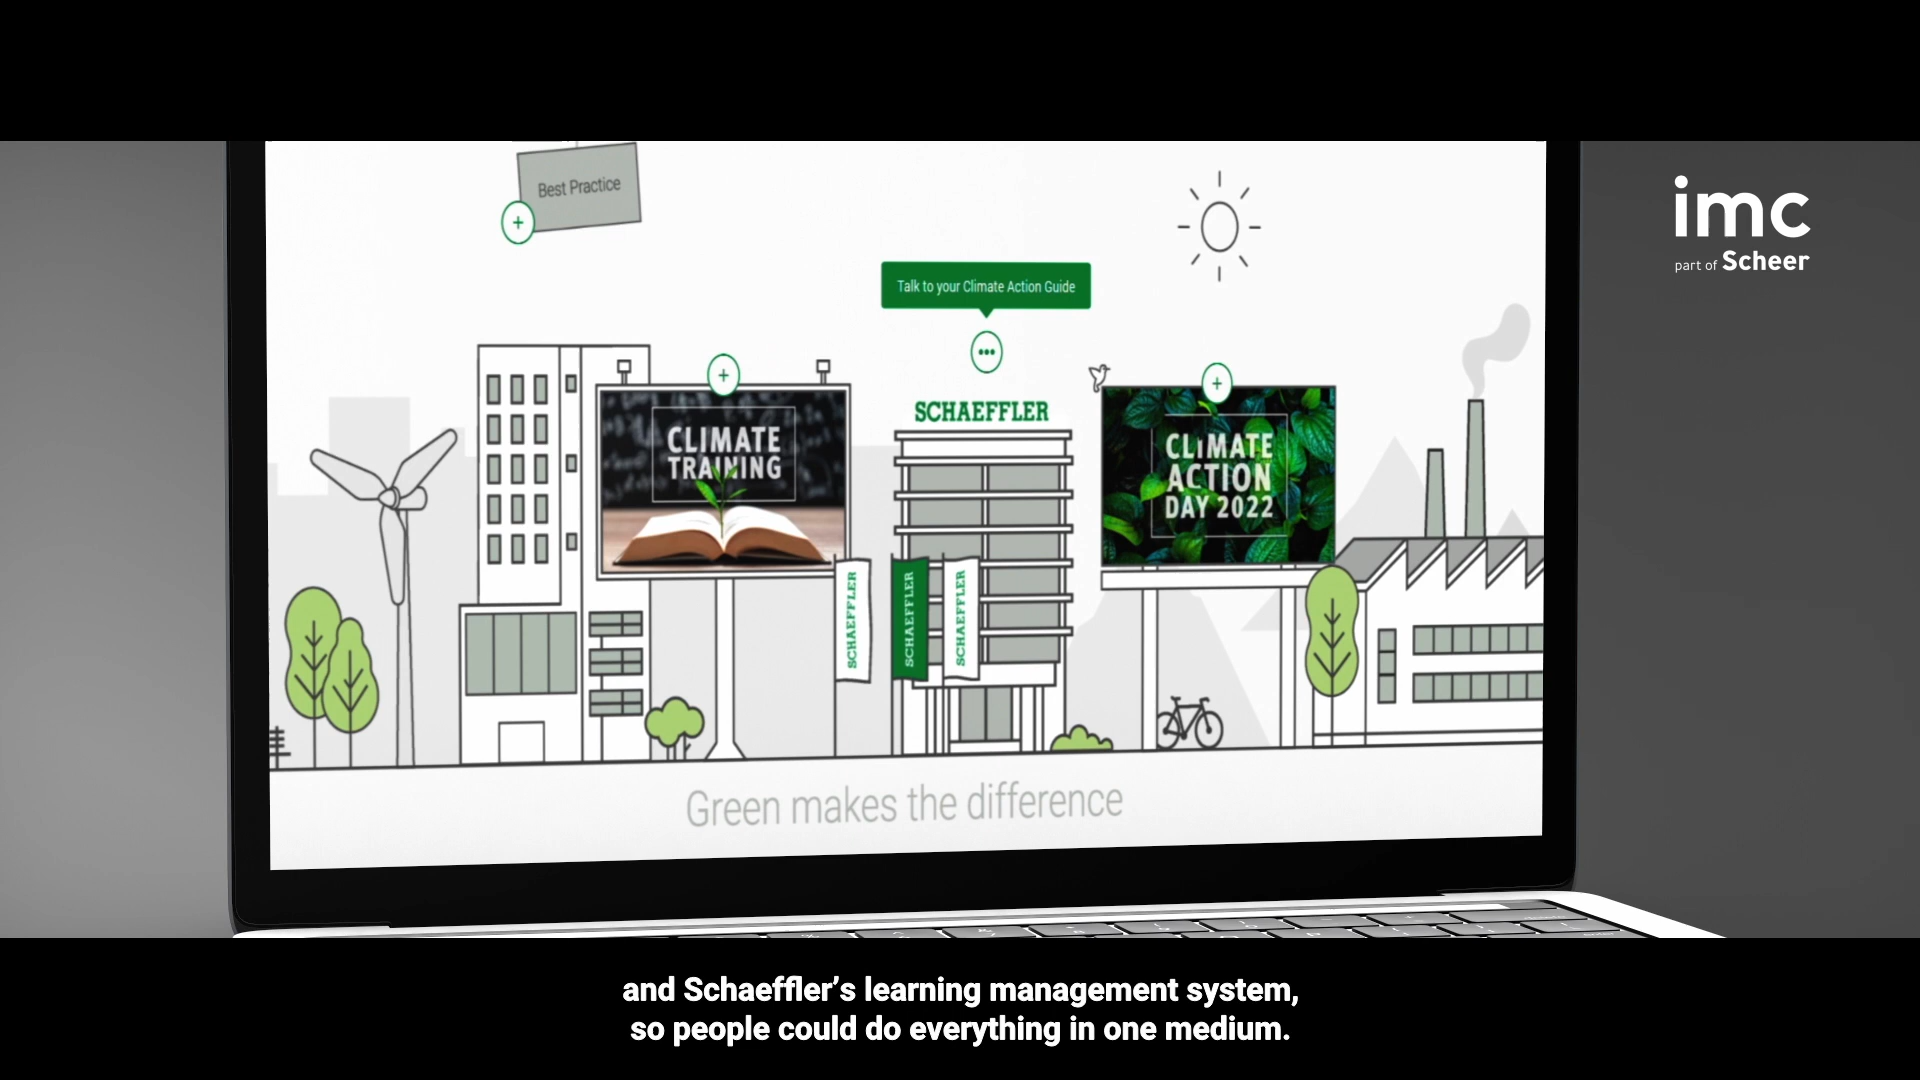 Best Practice
imc
part of Scheer
Talk to your Climate Action Guide
SCHAEFFLER
CLIMATE
TRAINING
CLIMATE
ACTION
DAY 2022
SCHAEFFLER
SCHAEFFLER
SCHAEFFLER
Green makes the difference
and Schaeffler’s learning management system,
so people could do everything in one medium.